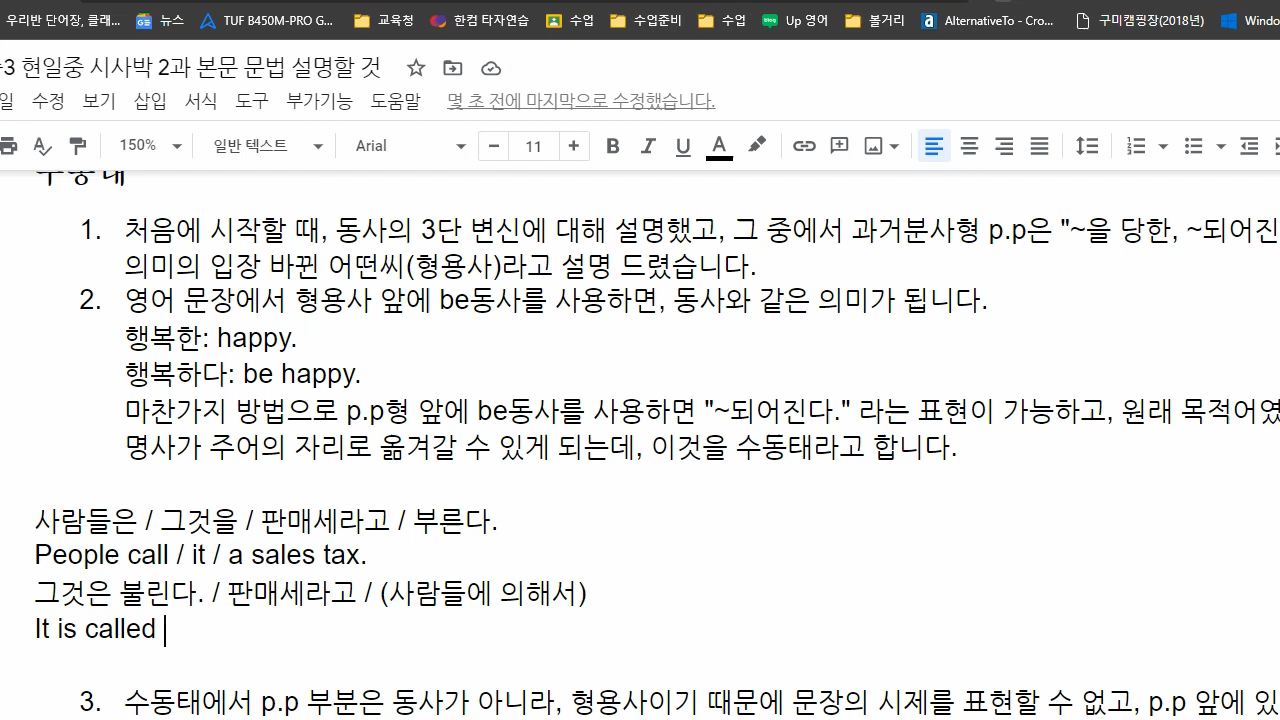 우리반 단어장, 클래... 뉴스 TUF B450M-PRO G... 교육청 한컴 타자연습 수업 수업준비 수업 Up 영어 볼거리 AlternativeTo - Cro... 구미캠핑장(2018년) Windo
3 현일중 시사박 2과 본문 문법 설명할 것
일 수정 보기 삽입 서식 도구 부가기능 도움말 몇 초 전에 마지막으로 수정했습니다.
150% 일반 텍스트 Arial − 11 + B I U A
수동태
1. 처음에 시작할 때, 동사의 3단 변신에 대해 설명했고, 그 중에서 과거분사형 p.p은 "~을 당한, ~되어진
의미의 입장 바뀐 어떤씨(형용사)라고 설명 드렸습니다.
2. 영어 문장에서 형용사 앞에 be동사를 사용하면, 동사와 같은 의미가 됩니다.
행복한: happy.
행복하다: be happy.
마찬가지 방법으로 p.p형 앞에 be동사를 사용하면 "~되어진다." 라는 표현이 가능하고, 원래 목적어였
명사가 주어의 자리로 옮겨갈 수 있게 되는데, 이것을 수동태라고 합니다.
사람들은 / 그것을 / 판매세라고 / 부른다.
People call / it / a sales tax.
그것은 불린다. / 판매세라고 / (사람들에 의해서)
It is called
3. 수동태에서 p.p 부분은 동사가 아니라, 형용사이기 때문에 문장의 시제를 표현할 수 없고, p.p 앞에 있